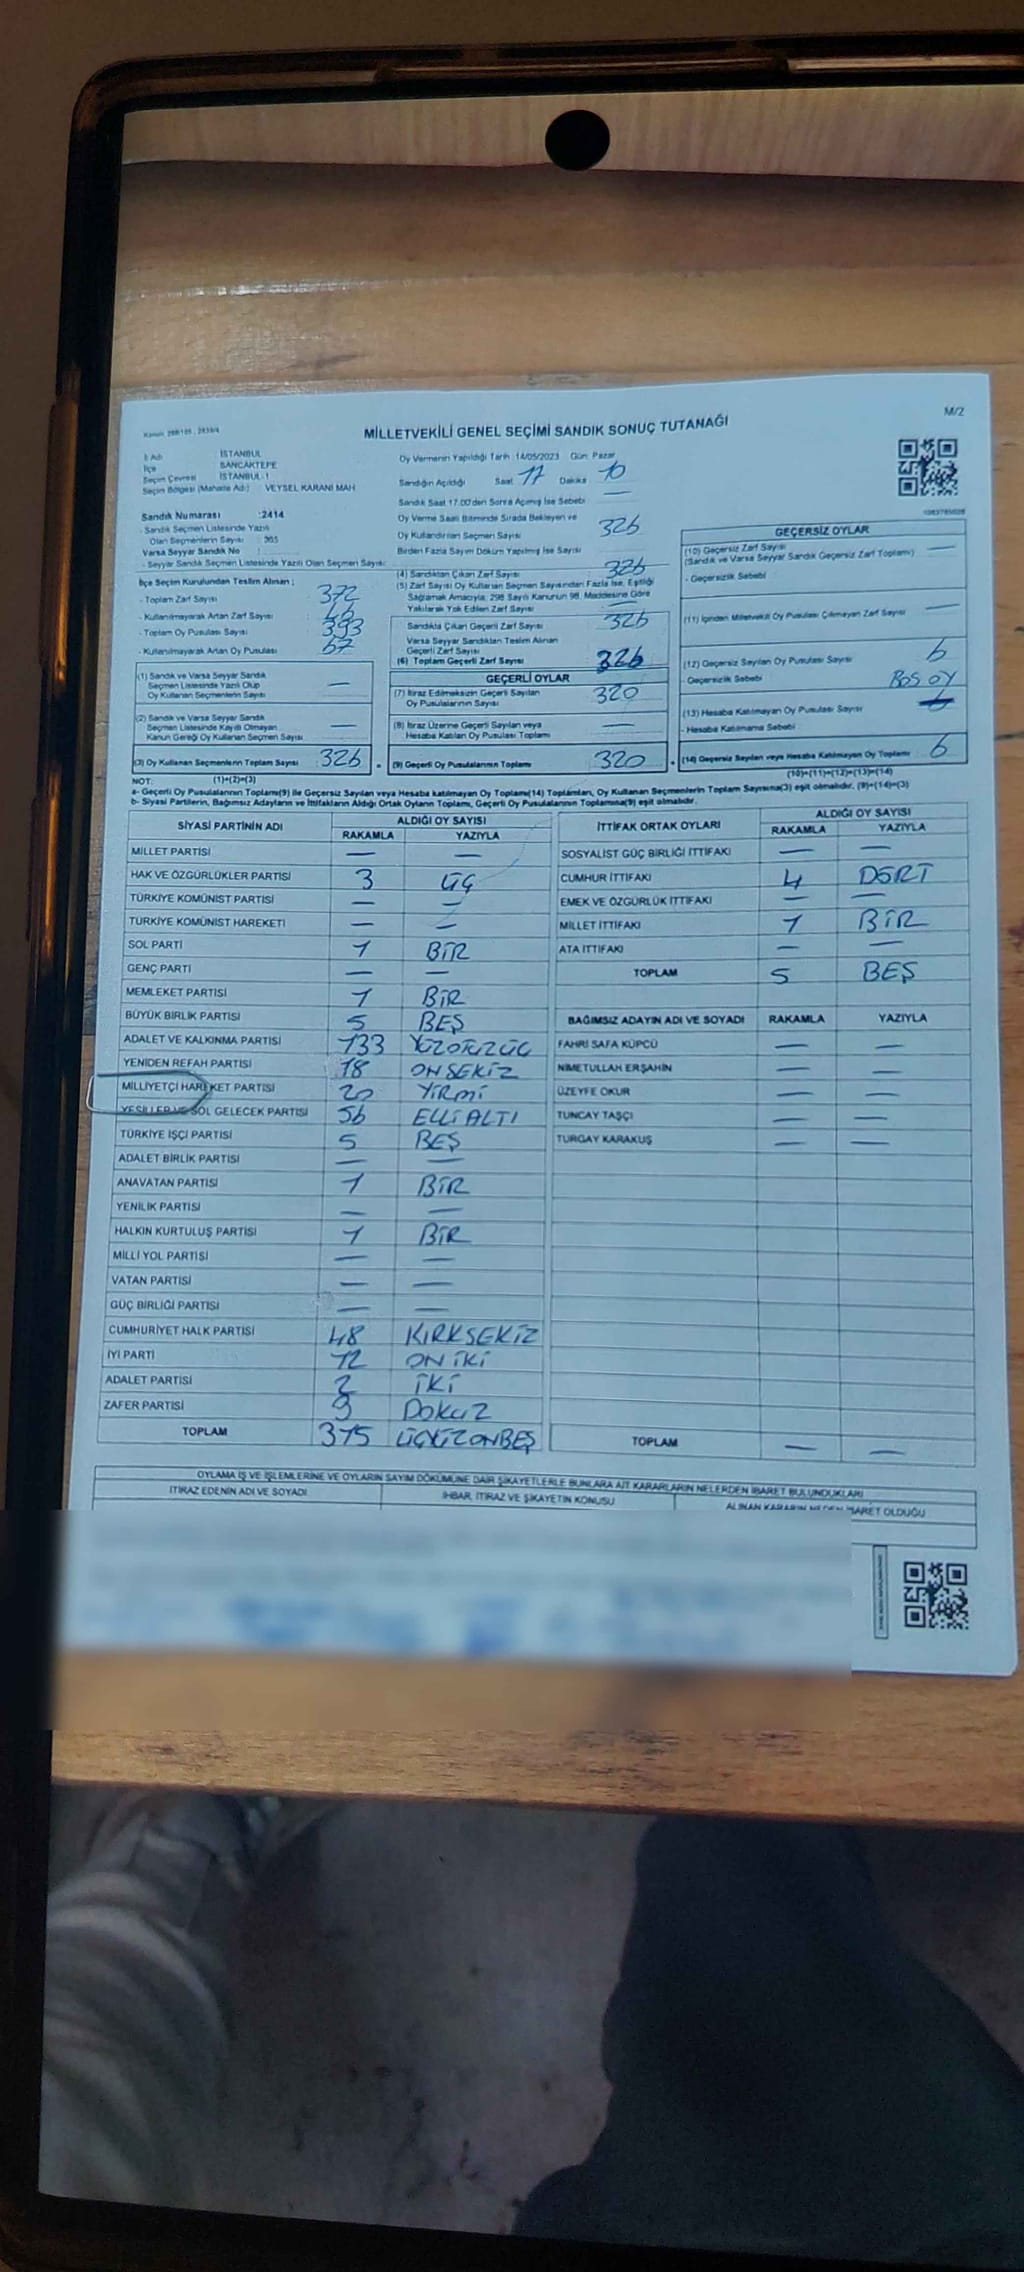 M/2
MİLLETVEKİLİ GENEL SEÇİMİ SANDIK SONUÇ TUTANAĞI
İl Adı : İSTANBUL
İlçe : SANCAKTEPE
Seçim Çevresi : İSTANBUL-1
Seçim Bölgesi (Mahalle Adı) : VEYSEL KARANİ MAH
Sandık Numarası :2414
- Sandık Seçmen Listesinde Yazılı
Olan Seçmenlerin Sayısı : 365
Varsa Seyyar Sandık No :
- Seyyar Sandık Seçmen Listesinde Yazılı Olan Seçmen Sayısı:
İlçe Seçim Kurulundan Teslim Alınan ;
- Toplam Zarf Sayısı 372
- Kullanılmayarak Artan Zarf Sayısı
- Toplam Oy Pusulası Sayısı 393
- Kullanılmayarak Artan Oy Pusulası 67
(1) Sandık ve Varsa Seyyar Sandık
Seçmen Listesinde Yazılı Olup
Oy Kullanan Seçmenlerin Sayısı —
(2) Sandık ve Varsa Seyyar Sandık
Seçmen Listesinde Kayıtlı Olmayan
Kanun Gereği Oy Kullanan Seçmen Sayısı —
(3) Oy Kullanan Seçmenlerin Toplam Sayısı : 326
Oy Vermenin Yapıldığı Tarih :14/05/2023 Gün: Pazar
Sandığın Açıldığı Saat 17 Dakika 10
Sandık Saat 17.00'den Sonra Açılmış İse Sebebi —
Oy Verme Saati Bitiminde Sırada Bekleyen ve
Oy Kullandırılan Seçmen Sayısı 326
Birden Fazla Sayım Döküm Yapılmış İse Sayısı —
(4) Sandıktan Çıkan Zarf Sayısı 326
(5) Zarf Sayısı Oy Kullanan Seçmen Sayısından Fazla İse, Eşitliği
Sağlamak Amacıyla; 298 Sayılı Kanunun 98. Maddesine Göre
Yakılarak Yok Edilen Zarf Sayısı —
Sandıkta Çıkan Geçerli Zarf Sayısı : 326
Varsa Seyyar Sandıktan Teslim Alınan
Geçerli Zarf Sayısı
(6) Toplam Geçerli Zarf Sayısı 326
GEÇERLİ OYLAR
(7) İtiraz Edilmeksizin Geçerli Sayılan
Oy Pusulalarının Sayısı 320
(8) İtiraz Üzerine Geçerli Sayılan veya
Hesaba Katılan Oy Pusulası Toplamı —
(9) Geçerli Oy Pusulalarının Toplamı 320
GEÇERSİZ OYLAR
(10) Geçersiz Zarf Sayısı —
(Sandık ve Varsa Seyyar Sandık Geçersiz Zarf Toplamı)
- Geçersizlik Sebebi
(11) İçinden Milletvekili Oy Pusulası Çıkmayan Zarf Sayısı —
(12) Geçersiz Sayılan Oy Pusulası Sayısı 6
Geçersizlik Sebebi BOŞ OY
(13) Hesaba Katılmayan Oy Pusulası Sayısı
- Hesaba Katılmama Sebebi
(14) Geçersiz Sayılan veya Hesaba Katılmayan Oy Toplamı 6
NOT: (1)+(2)=(3) (10)+(11)+(12)+(13)=(14)
a- Geçerli Oy Pusulalarının Toplamı(9) ile Geçersiz Sayılan veya Hesaba katılmayan Oy Toplamı(14) Toplamları, Oy Kullanan Seçmenlerin Toplam Sayısına(3) eşit olmalıdır. (9)+(14)=(3)
b- Siyasi Partilerin, Bağımsız Adayların ve İttifakların Aldığı Ortak Oyların Toplamı, Geçerli Oy Pusulalarının Toplamına(9) eşit olmalıdır.
SİYASİ PARTİNİN ADI ALDIĞI OY SAYISI
RAKAMLA YAZIYLA
MİLLET PARTİSİ — —
HAK VE ÖZGÜRLÜKLER PARTİSİ 3 ÜÇ
TÜRKİYE KOMÜNİST PARTİSİ — —
TÜRKİYE KOMÜNİST HAREKETİ — —
SOL PARTİ 1 BİR
GENÇ PARTİ — —
MEMLEKET PARTİSİ 1 BİR
BÜYÜK BİRLİK PARTİSİ 5 BEŞ
ADALET VE KALKINMA PARTİSİ 133 YÜZOTUZÜÇ
YENİDEN REFAH PARTİSİ 18 ONSEKİZ
MİLLİYETÇİ HAREKET PARTİSİ 20 YİRMİ
YEŞİLLER VE SOL GELECEK PARTİSİ 56 ELLİ ALTI
TÜRKİYE İŞÇİ PARTİSİ 5 BEŞ
ADALET BİRLİK PARTİSİ — —
ANAVATAN PARTİSİ 1 BİR
YENİLİK PARTİSİ — —
HALKIN KURTULUŞ PARTİSİ 1 BİR
MİLLİ YOL PARTİSİ — —
VATAN PARTİSİ — —
GÜÇ BİRLİĞİ PARTİSİ — —
CUMHURİYET HALK PARTİSİ 48 KIRKSEKİZ
İYİ PARTİ 12 ON İKİ
ADALET PARTİSİ 2 İKİ
ZAFER PARTİSİ 9 DOKUZ
TOPLAM 315 ÜÇYÜZONBEŞ
İTTİFAK ORTAK OYLARI ALDIĞI OY SAYISI
RAKAMLA YAZIYLA
SOSYALİST GÜÇ BİRLİĞİ İTTİFAKI — —
CUMHUR İTTİFAKI 4 DÖRT
EMEK VE ÖZGÜRLÜK İTTİFAKI — —
MİLLET İTTİFAKI 1 BİR
ATA İTTİFAKI — —
TOPLAM 5 BEŞ
BAĞIMSIZ ADAYIN ADI VE SOYADI RAKAMLA YAZIYLA
FAHRİ SAFA KÜPCÜ — —
NİMETULLAH ERŞAHİN — —
ÜZEYFE OKUR — —
TUNCAY TAŞÇI — —
TURGAY KARAKUŞ — —
TOPLAM — —
OYLAMA İŞ VE İŞLEMLERİNE VE OYLARIN SAYIM DÖKÜMÜNE DAİR ŞİKAYETLERLE BUNLARA AİT KARARLARIN NELERDEN İBARET BULUNDUKLARI
İTİRAZ EDENİN ADI VE SOYADI İHBAR, İTİRAZ VE ŞİKAYETİN KONUSU ALINAN KARARIN NEDEN İBARET OLDUĞU